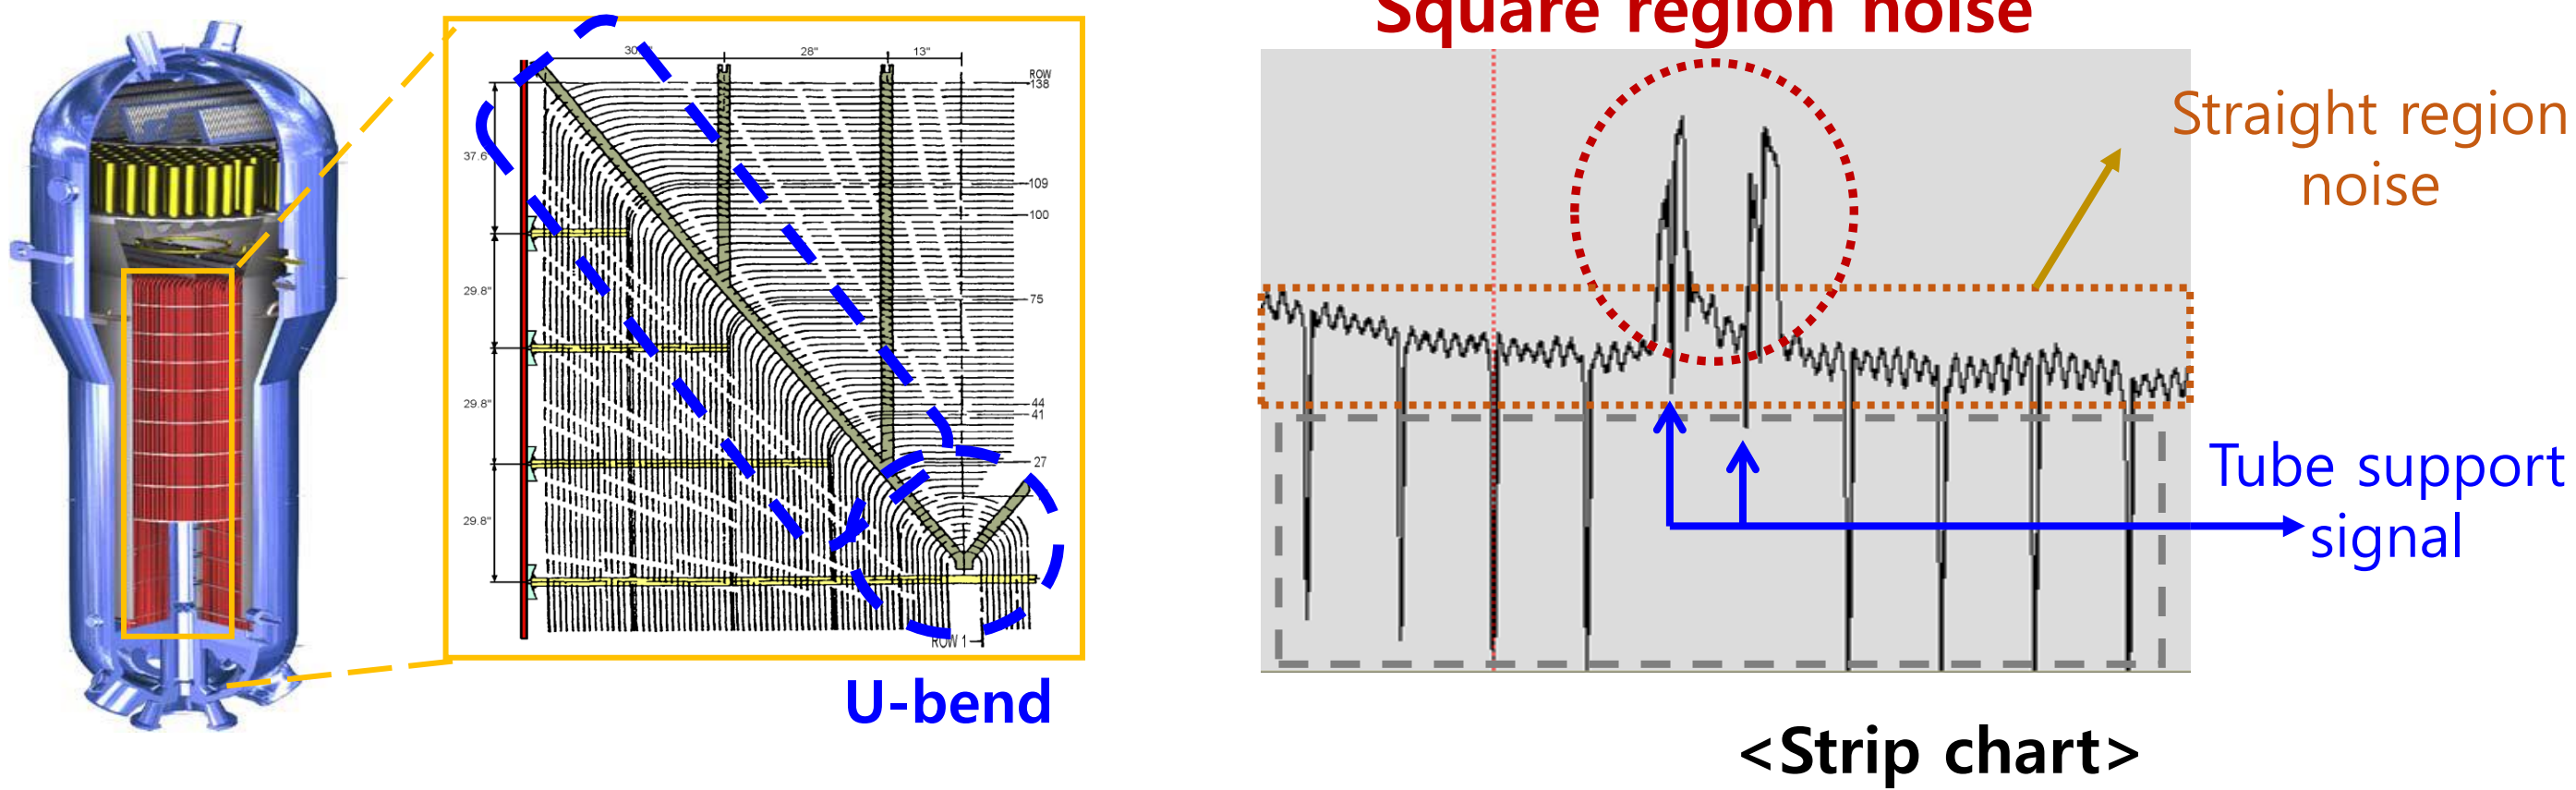 Square region noise
28"
13"
ROW
138
37.6
109
100
29.8"
75
29.8"
44
41
27
29.8"
ROW 1
U-bend
Straight region
noise
Tube support
signal
<Strip chart>